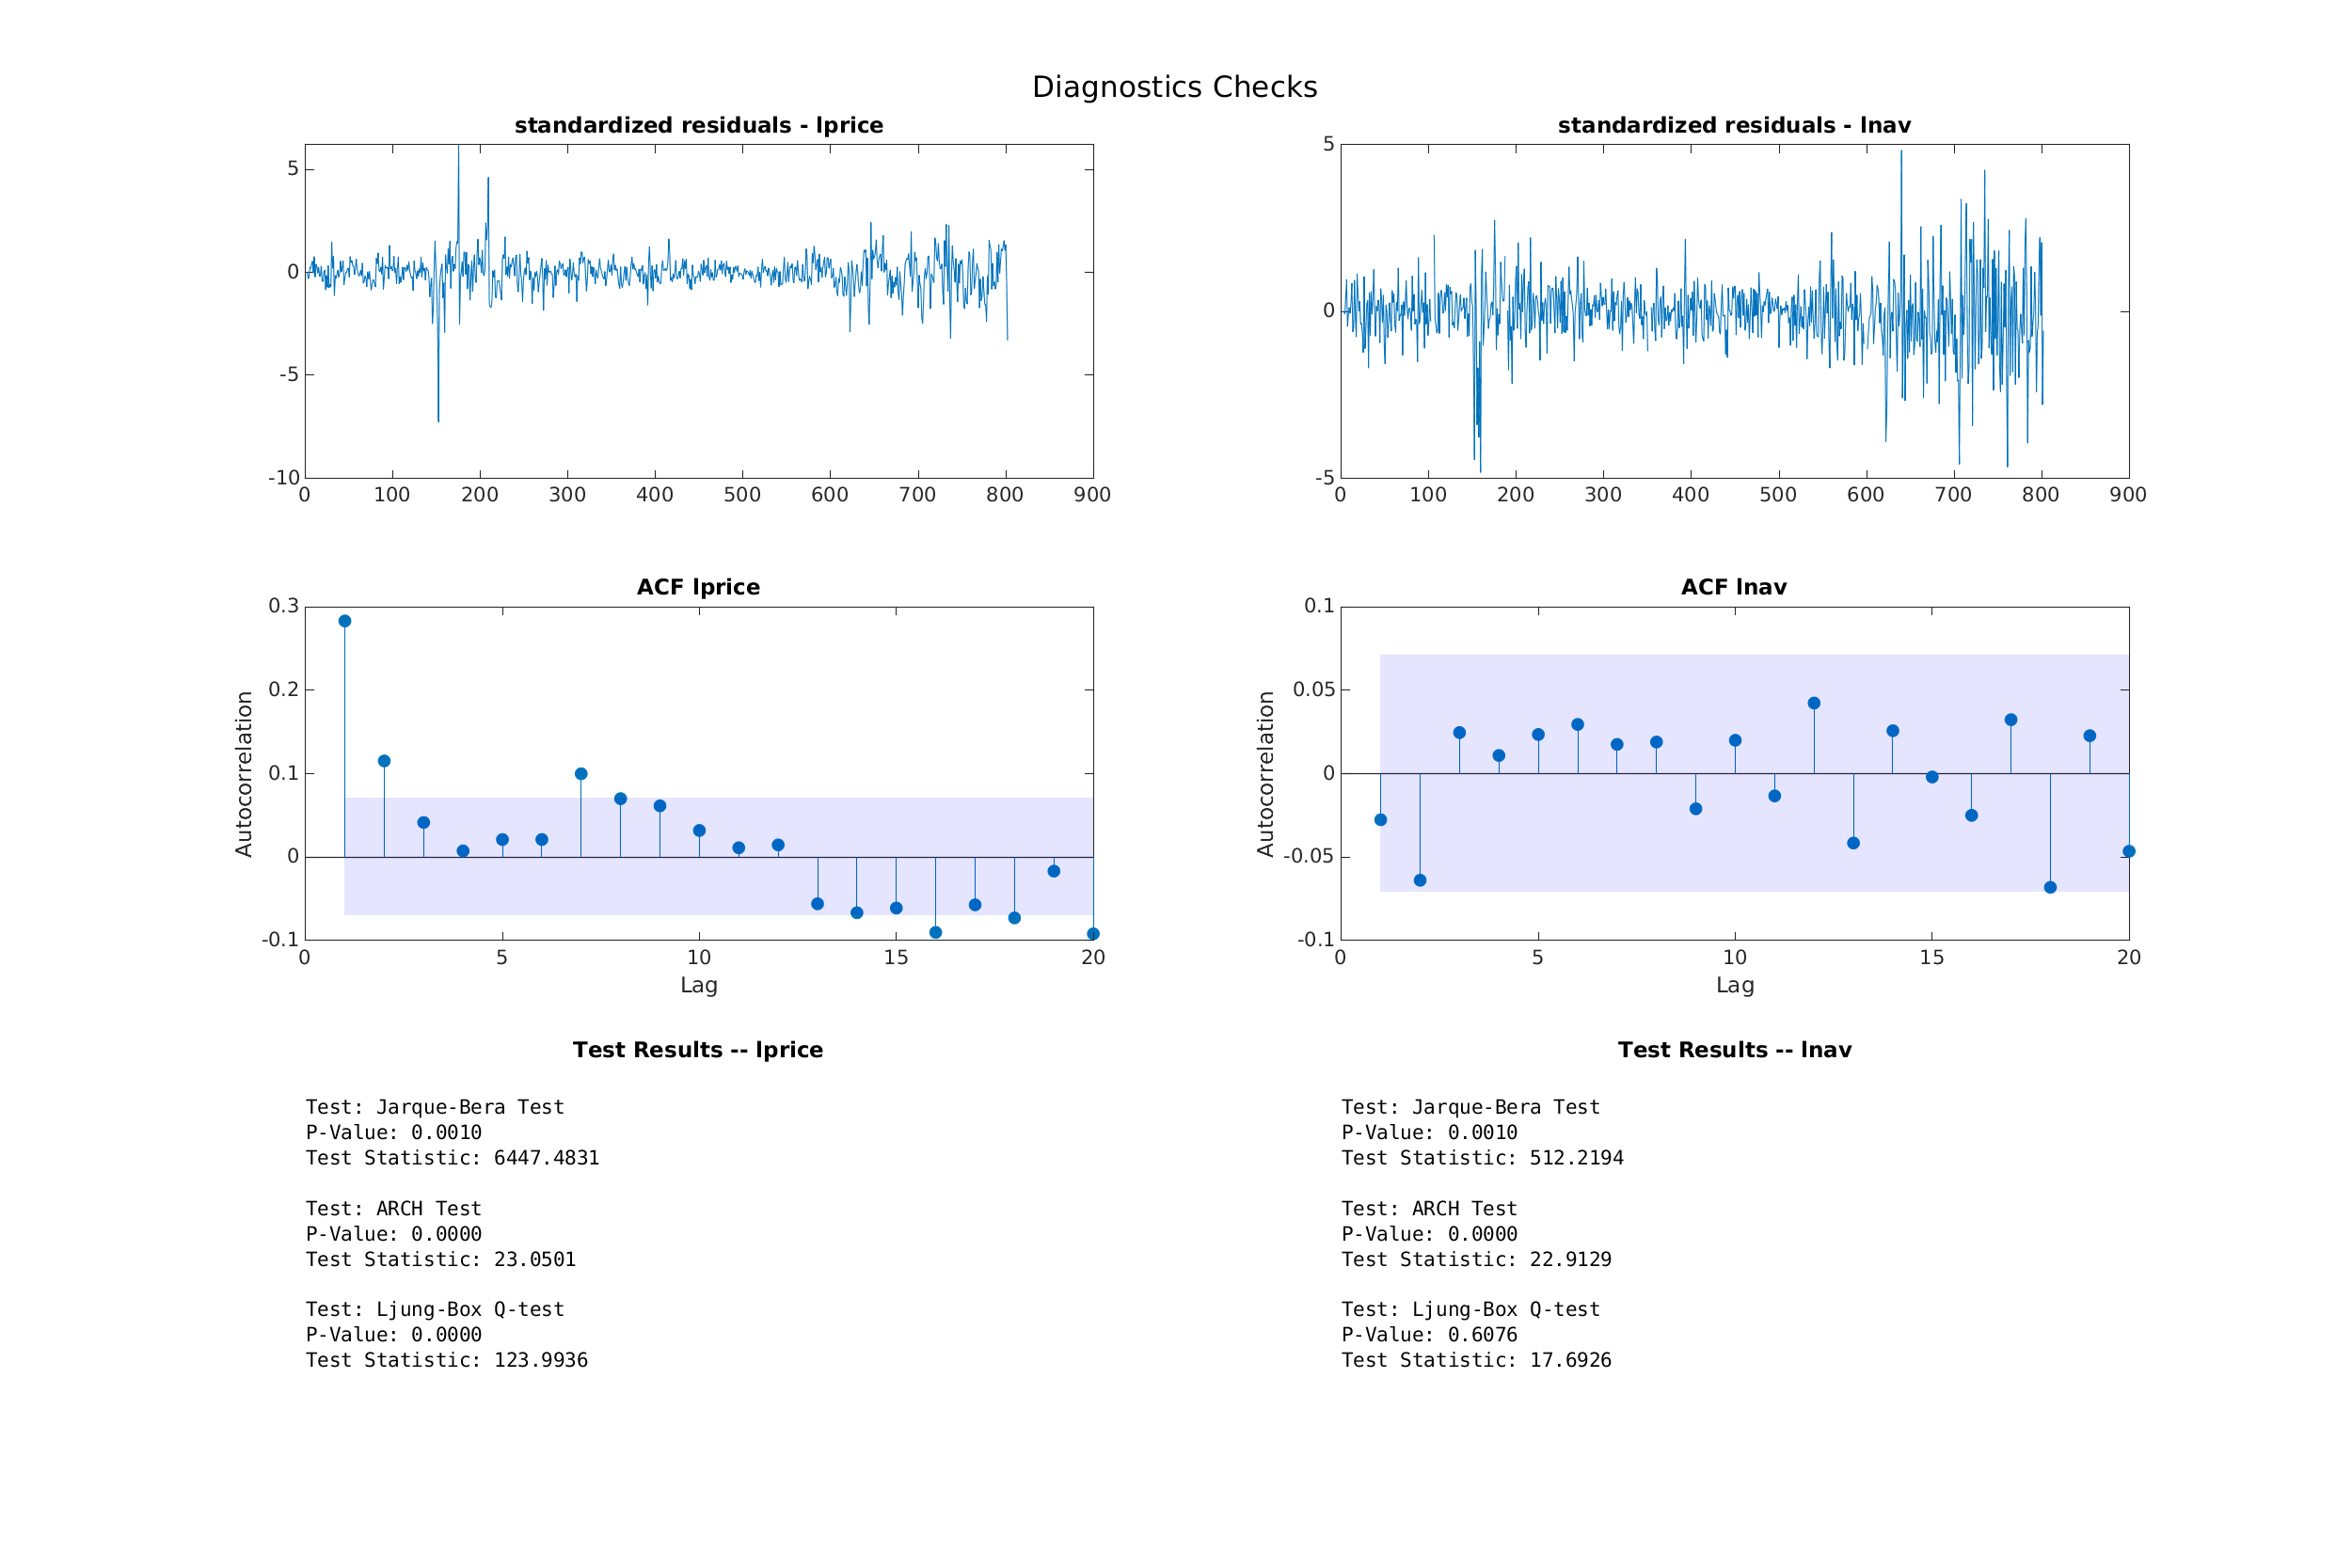 Diagnostics Checks
standardized residuals - lprice
5
0
-5
-10
0 100 200 300 400 500 600 700 800 900
standardized residuals - lnav
5
0
-5
0 100 200 300 400 500 600 700 800 900
ACF lprice
0.3
0.2
0.1
0
-0.1
Autocorrelation
0 5 10 15 20
Lag
ACF lnav
0.1
0.05
0
-0.05
-0.1
Autocorrelation
0 5 10 15 20
Lag
Test Results -- lprice
Test: Jarque-Bera Test
P-Value: 0.0010
Test Statistic: 6447.4831
Test: ARCH Test
P-Value: 0.0000
Test Statistic: 23.0501
Test: Ljung-Box Q-test
P-Value: 0.0000
Test Statistic: 123.9936
Test Results -- lnav
Test: Jarque-Bera Test
P-Value: 0.0010
Test Statistic: 512.2194
Test: ARCH Test
P-Value: 0.0000
Test Statistic: 22.9129
Test: Ljung-Box Q-test
P-Value: 0.6076
Test Statistic: 17.6926